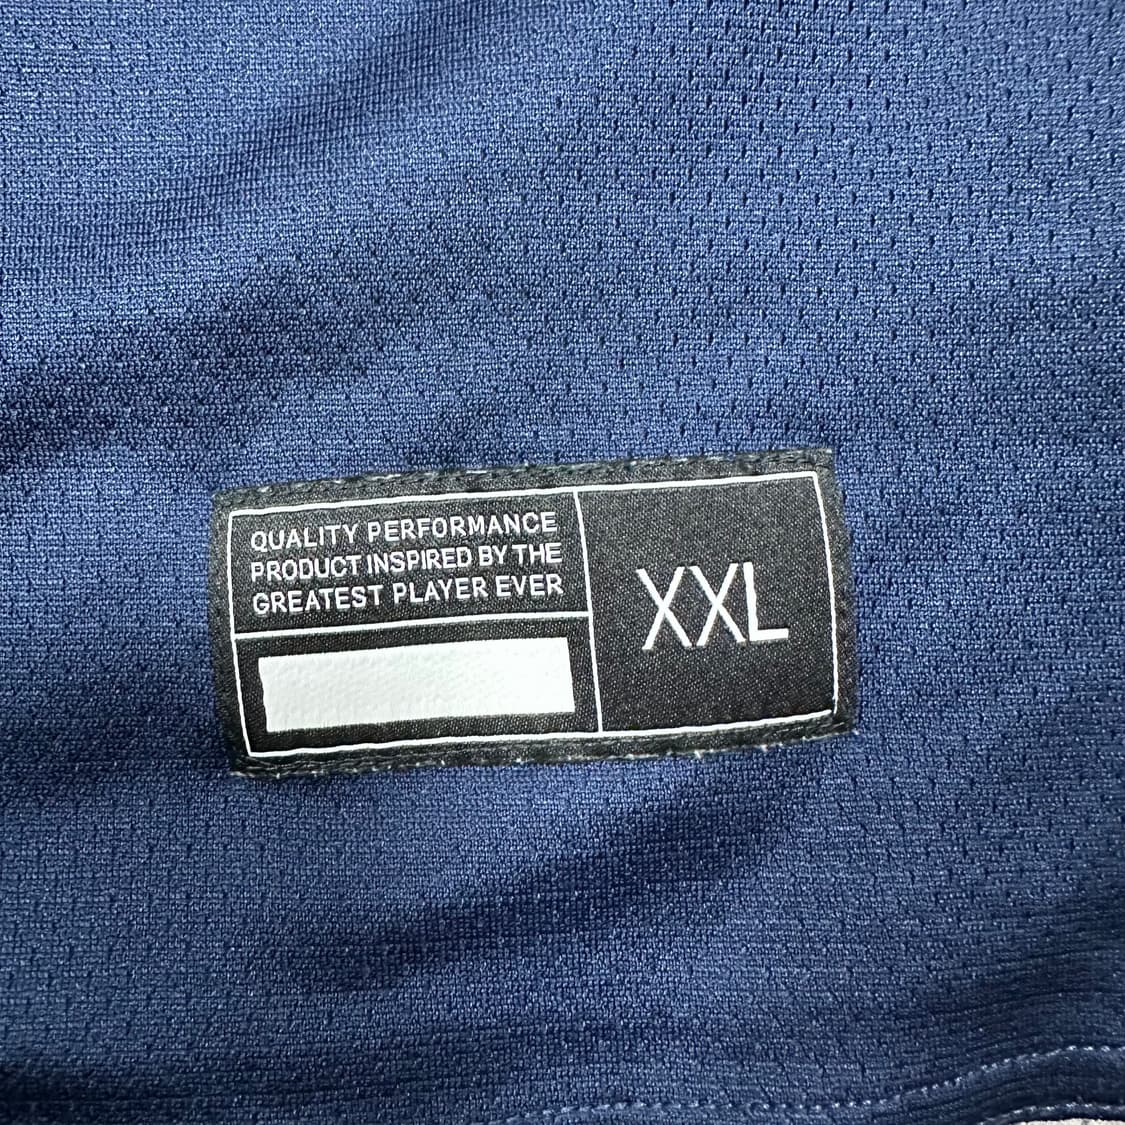 QUALITY PERFORMANCE
PRODUCT INSPIRED BY THE
GREATEST PLAYER EVER
XXL